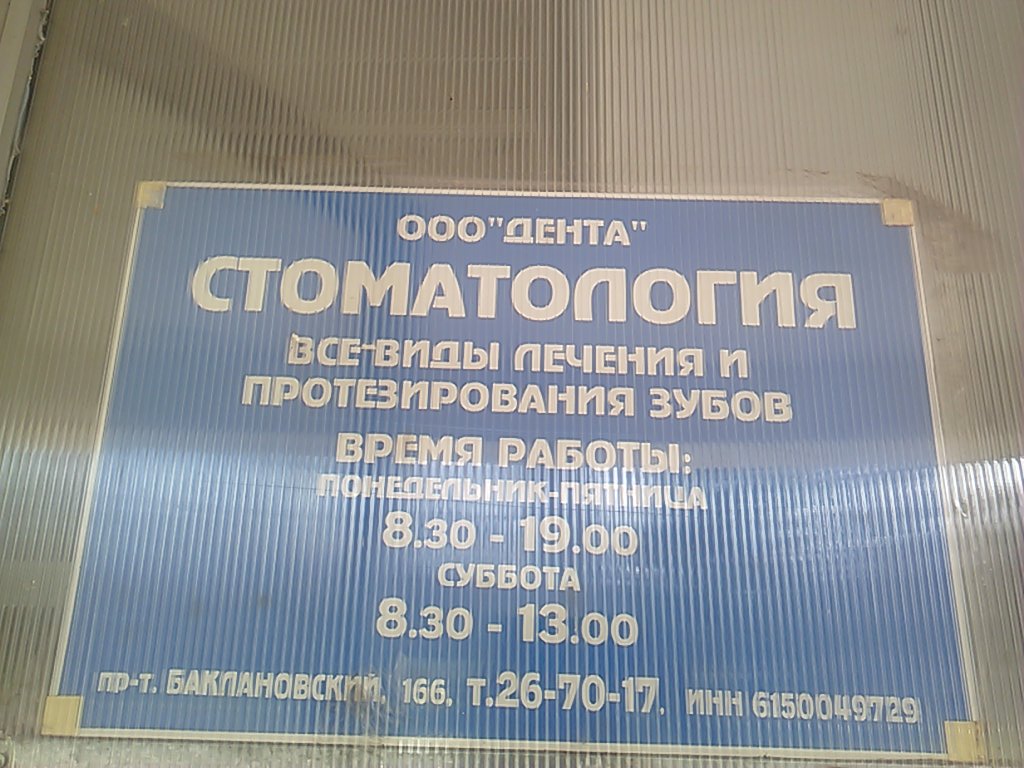 ООО"ДЕНТА"
СТОМАТОЛОГИЯ
ВСЕ ВИДЫ ЛЕЧЕНИЯ И
ПРОТЕЗИРОВАНИЯ ЗУБОВ
ВРЕМЯ РАБОТЫ:
ПОНЕДЕЛЬНИК-ПЯТНИЦА
8.30 - 19.00
СУББОТА
8.30 - 13.00
пр-т. БАКЛАНОВСКИЙ, 166, т.26-70-17, ИНН 6150049729